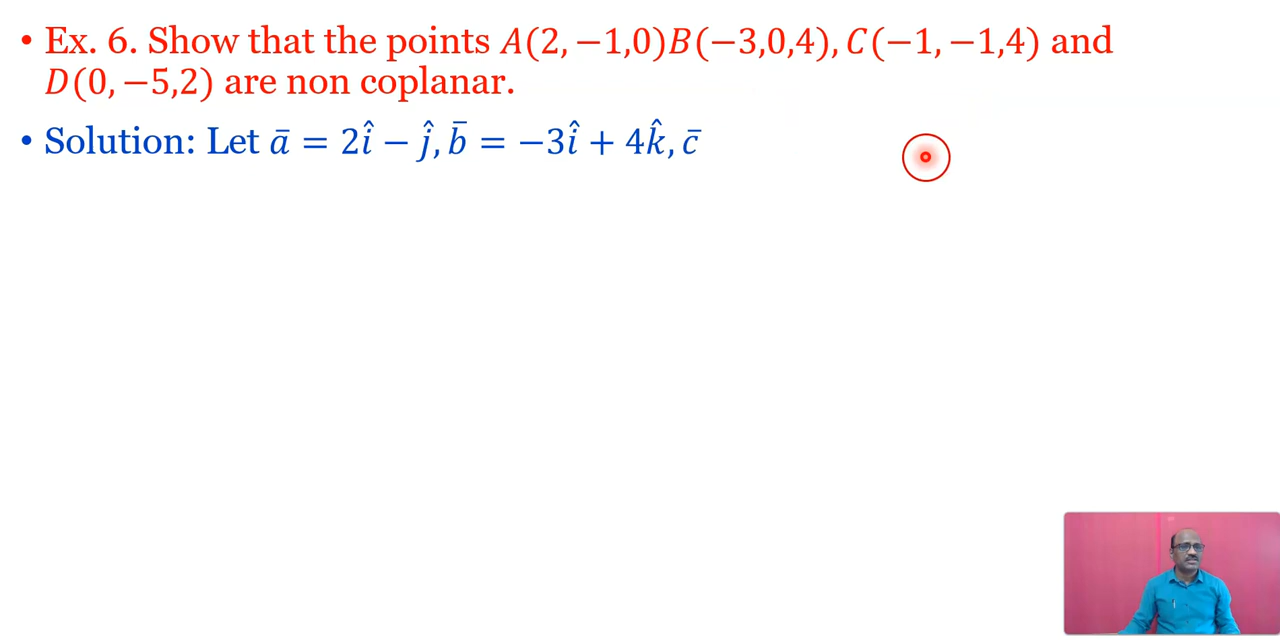 • Ex. 6. Show that the points A(2, −1,0)B(−3,0,4), C(−1, −1,4) and
D(0, −5,2) are non coplanar.
• Solution: Let a̅ = 2î − ĵ, b̅ = −3î + 4k̂, c̅